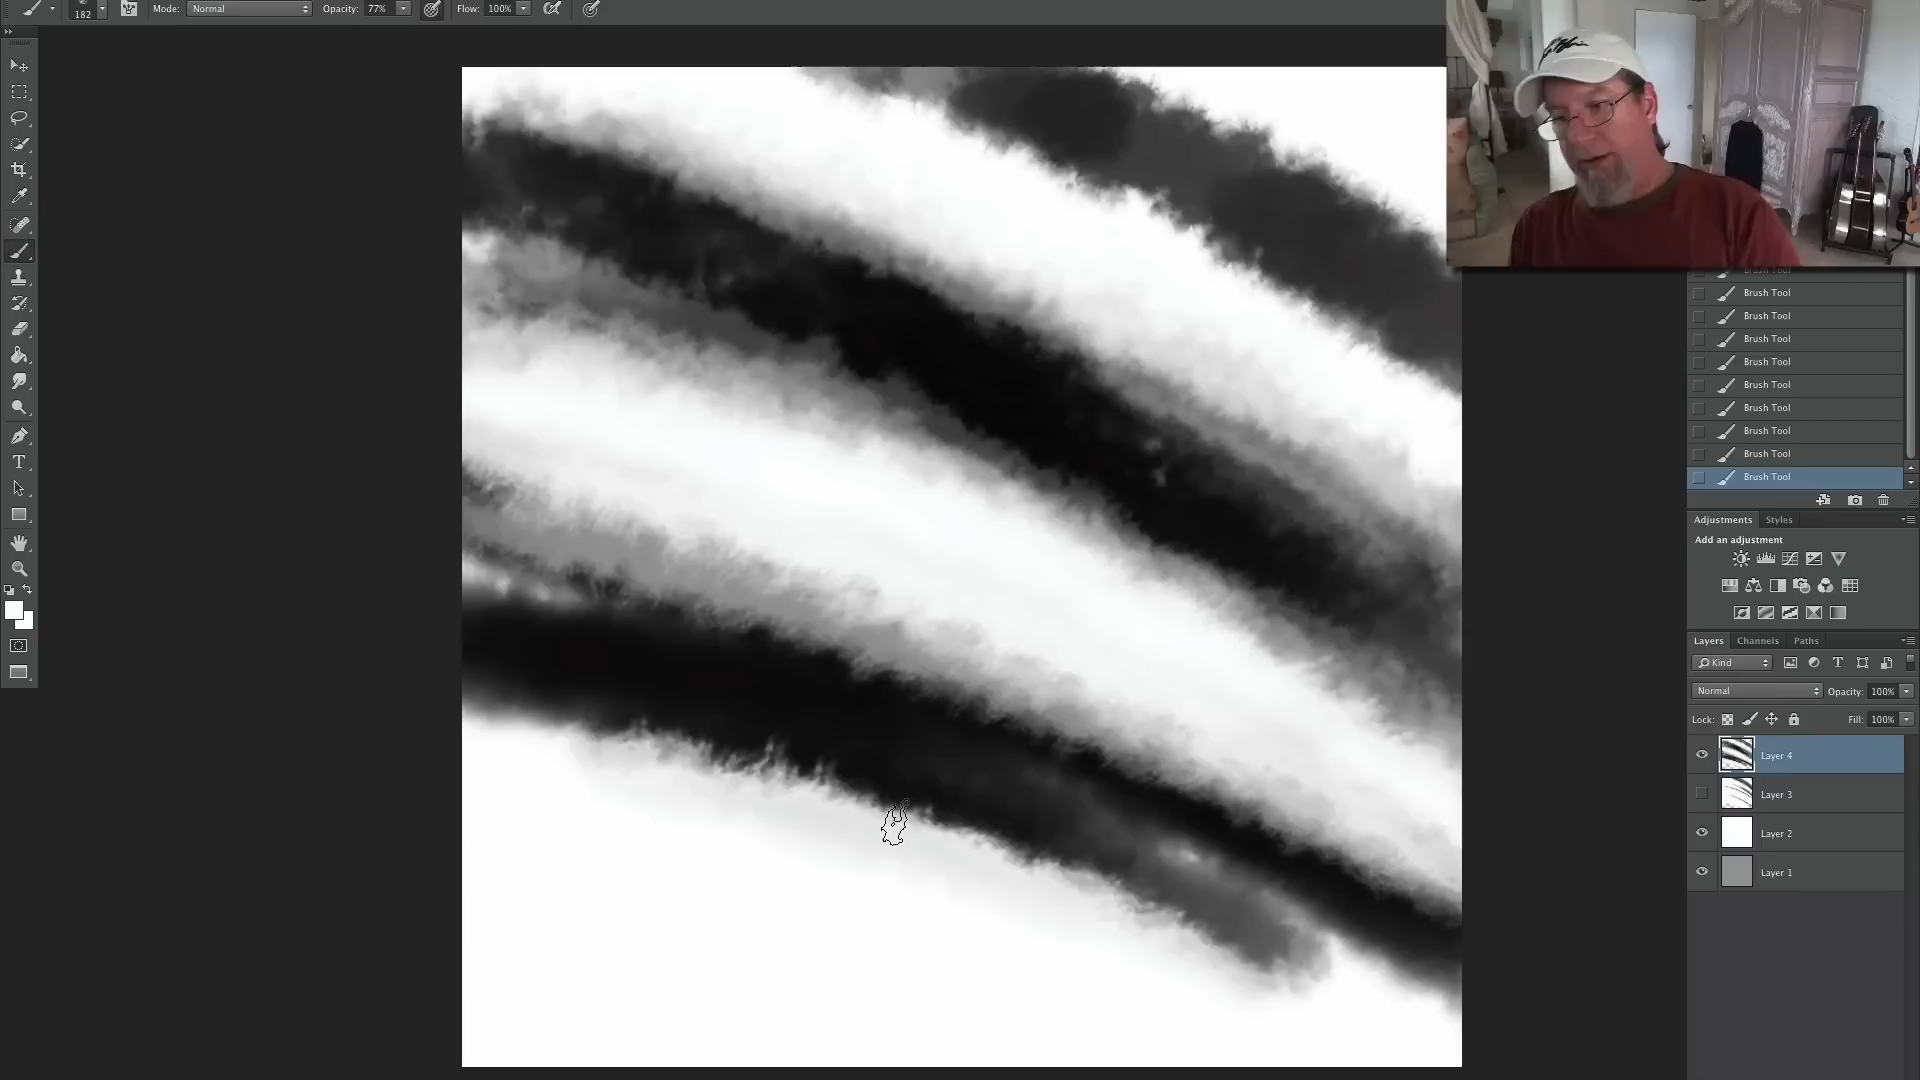 182 Mode: Normal Opacity: 77% Flow: 100%
Brush Tool
Brush Tool
Brush Tool
Brush Tool
Brush Tool
Brush Tool
Brush Tool
Brush Tool
Brush Tool
Adjustments Styles
Add an adjustment
Layers Channels Paths
Kind
Normal Opacity: 100%
Lock: Fill: 100%
Layer 4
Layer 3
Layer 2
Layer 1